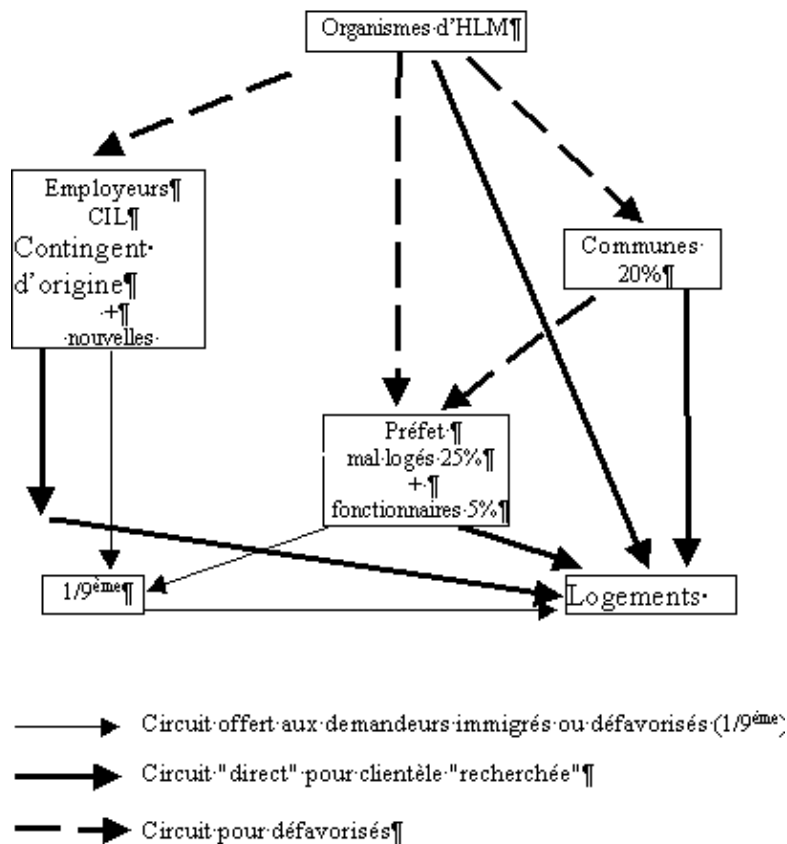 Organismes·d'HLM¶
Employeurs¶
CIL¶
Contingent·
d'origine¶
·+¶
·nouvelles·
Communes·
20%¶
Préfet·¶
mal·logés·25%¶
+·¶
fonctionnaires·5%¶
1/9ème¶
Logements·
Circuit·offert·aux·demandeurs·immigrés·ou·défavorisés·(1/9ème)
Circuit·"direct"·pour·clientèle·"recherchée"¶
Circuit·pour·défavorisés¶